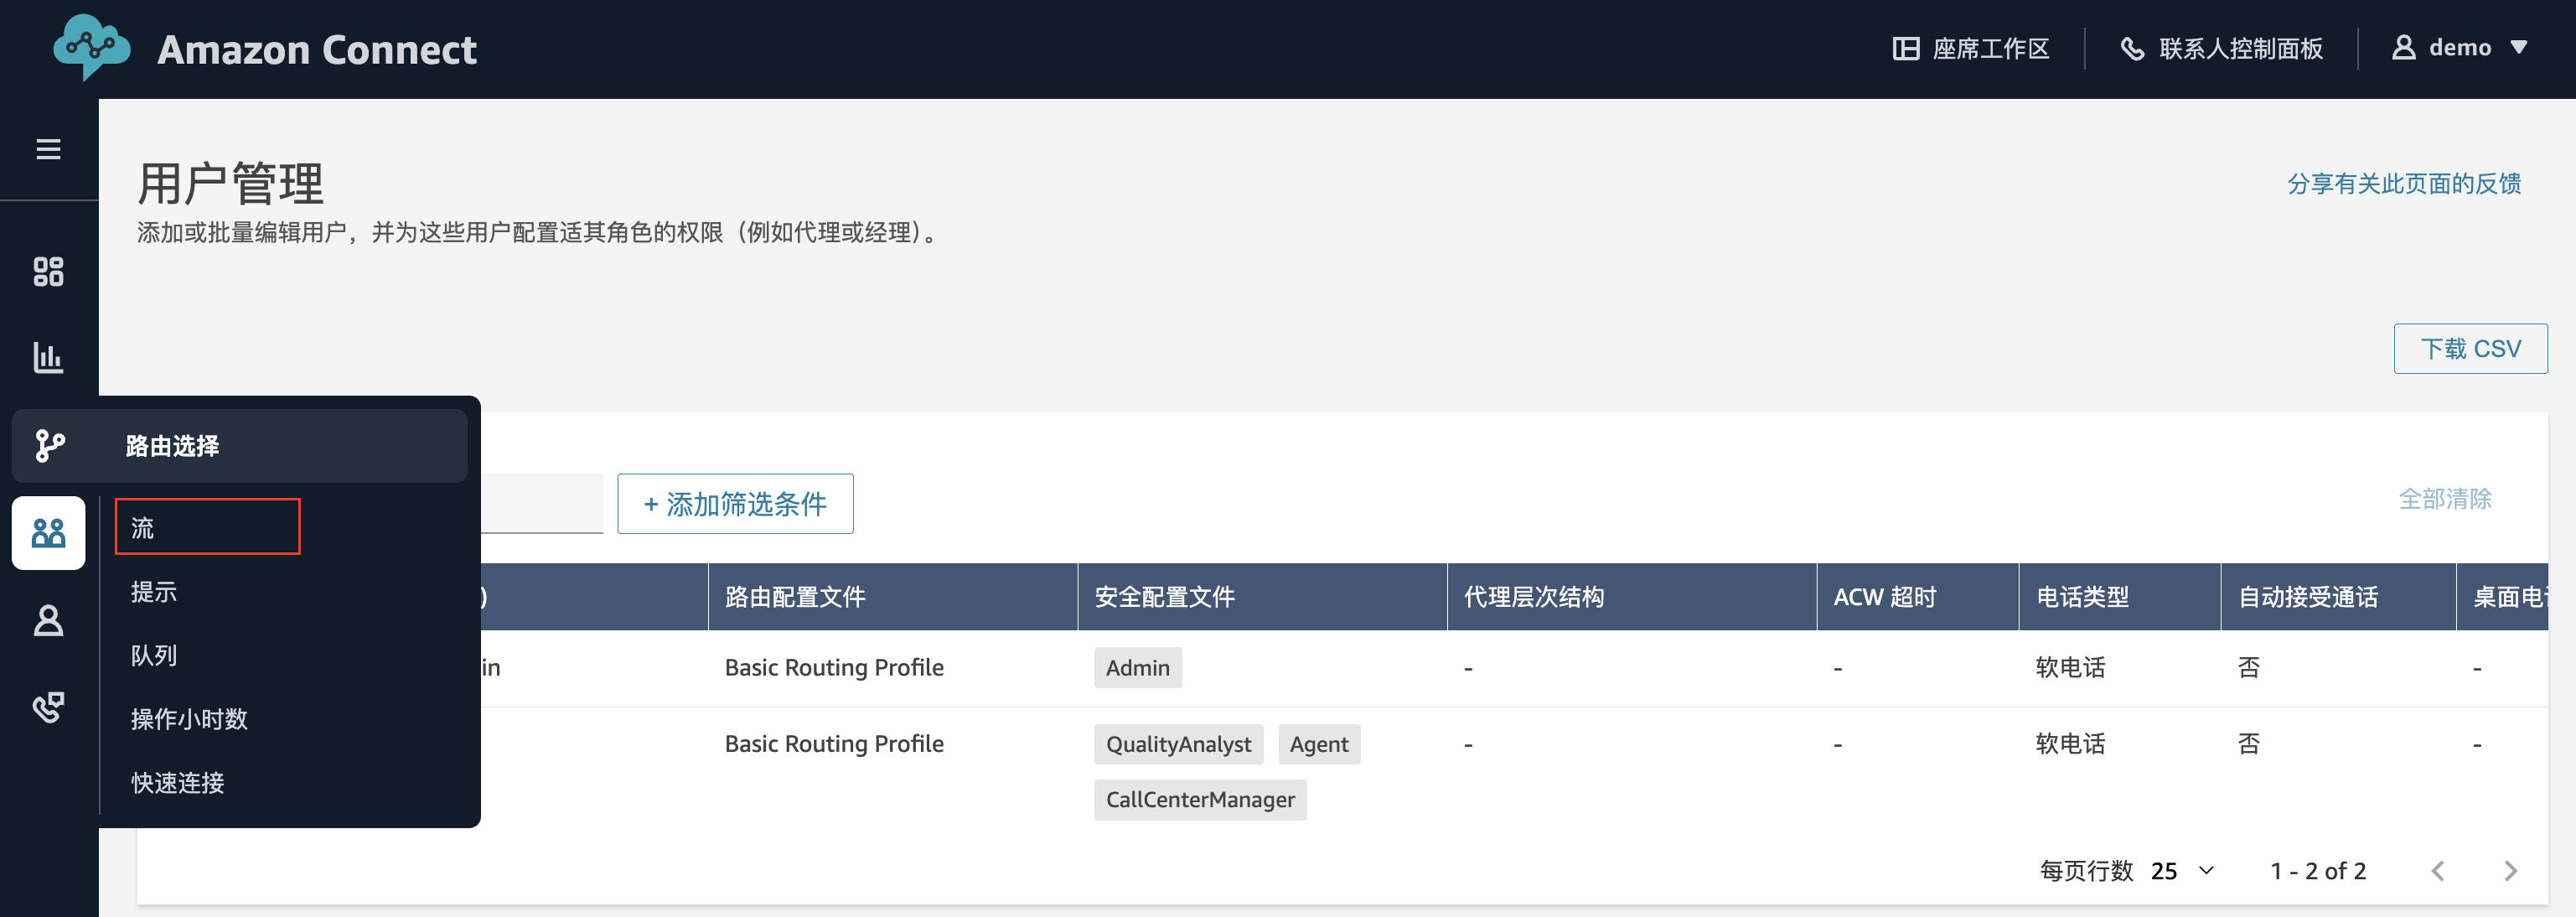 Amazon Connect
座席工作区
联系人控制面板
demo
用户管理
分享有关此页面的反馈
添加或批量编辑用户，并为这些用户配置适其角色的权限（例如代理或经理）。
下载 CSV
路由选择
流
提示
队列
操作小时数
快速连接
+ 添加筛选条件
全部清除
) 路由配置文件 安全配置文件 代理层次结构 ACW 超时 电话类型 自动接受通话 桌面电
in Basic Routing Profile Admin - - 软电话 否 -
Basic Routing Profile QualityAnalyst Agent - - 软电话 否 -
CallCenterManager
每页行数 25 1 - 2 of 2